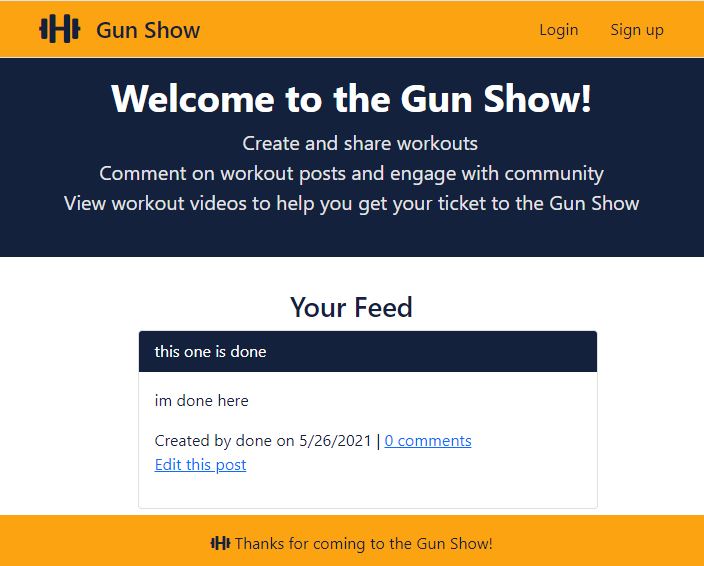 Gun Show
Login
Sign up
Welcome to the Gun Show!
Create and share workouts
Comment on workout posts and engage with community
View workout videos to help you get your ticket to the Gun Show
Your Feed
this one is done
im done here
Created by done on 5/26/2021 | 0 comments
Edit this post
Thanks for coming to the Gun Show!